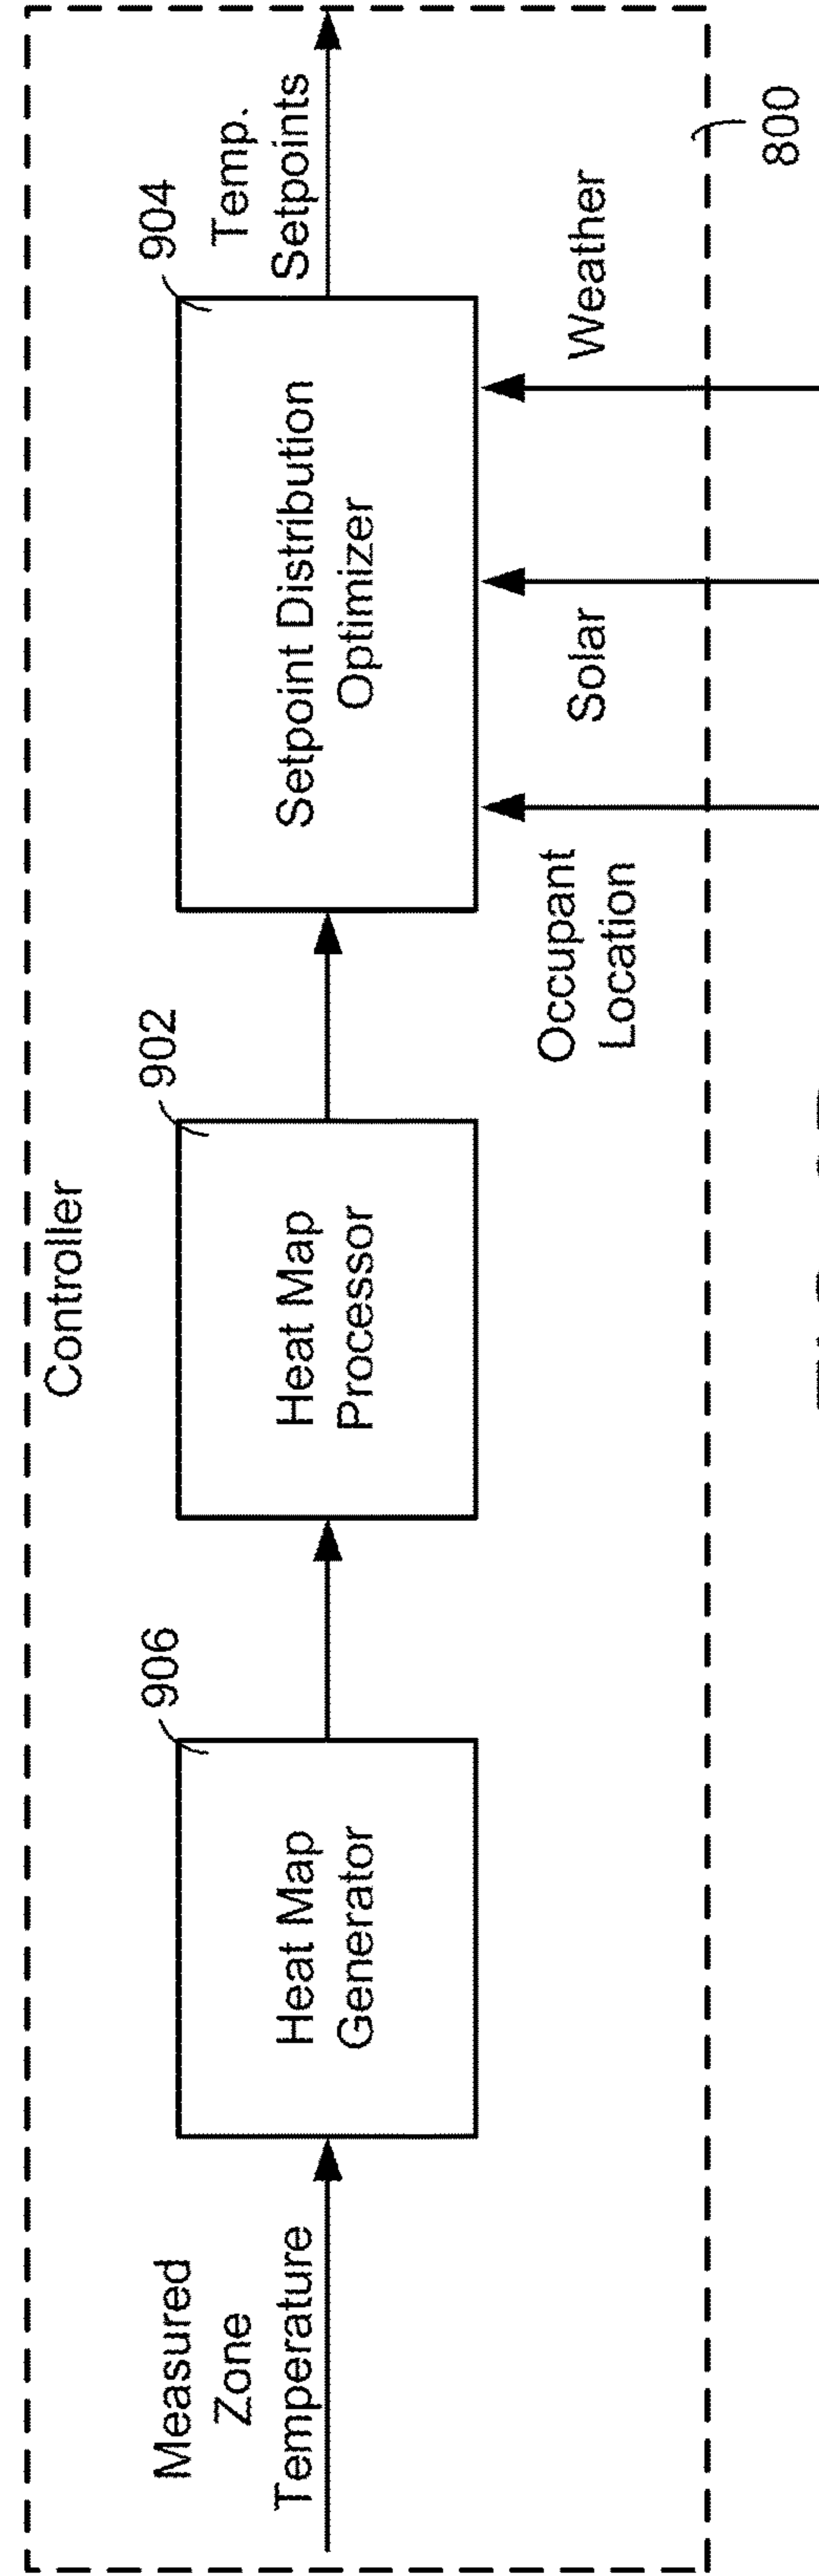 Controller
Measured
Zone
Temperature
906
Heat Map
Generator
902
Heat Map
Processor
904
Setpoint Distribution
Optimizer
Temp.
Setpoints
Occupant
Location
Solar
Weather
800